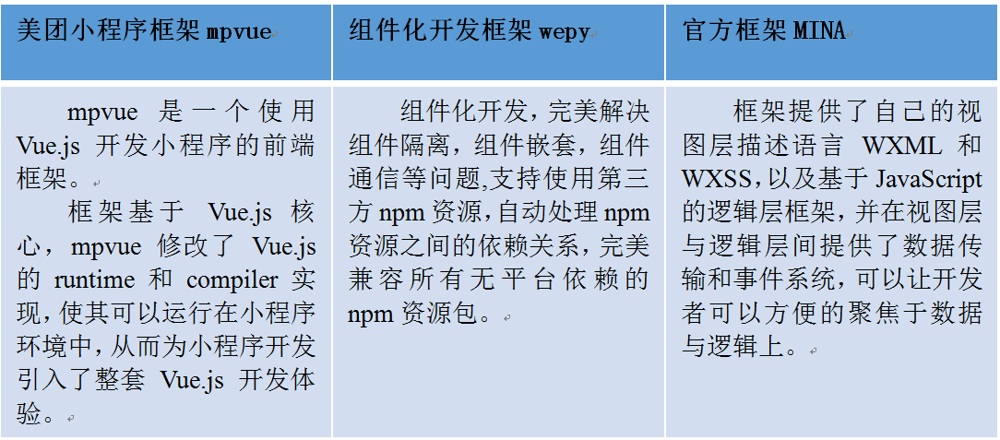 美团小程序框架 mpvue
组件化开发框架 wepy
官方框架 MINA
mpvue 是一个使用
Vue.js 开发小程序的前端
框架。
框架基于 Vue.js 核
心，mpvue 修改了 Vue.js
的 runtime 和 compiler 实
现，使其可以运行在小程序
环境中，从而为小程序开发
引入了整套 Vue.js 开发体
验。
组件化开发，完美解决
组件隔离，组件嵌套，组件
通信等问题,支持使用第三
方 npm 资源，自动处理 npm
资源之间的依赖关系，完美
兼容所有无平台依赖的
npm 资源包。
框架提供了自己的视
图层描述语言 WXML 和
WXSS，以及基于 JavaScript
的逻辑层框架，并在视图层
与逻辑层间提供了数据传
输和事件系统，可以让开发
者可以方便的聚焦于数据
与逻辑上。